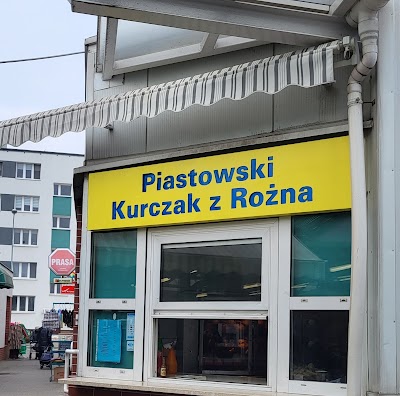 Piastowski
Kurczak z Rożna
PRASA